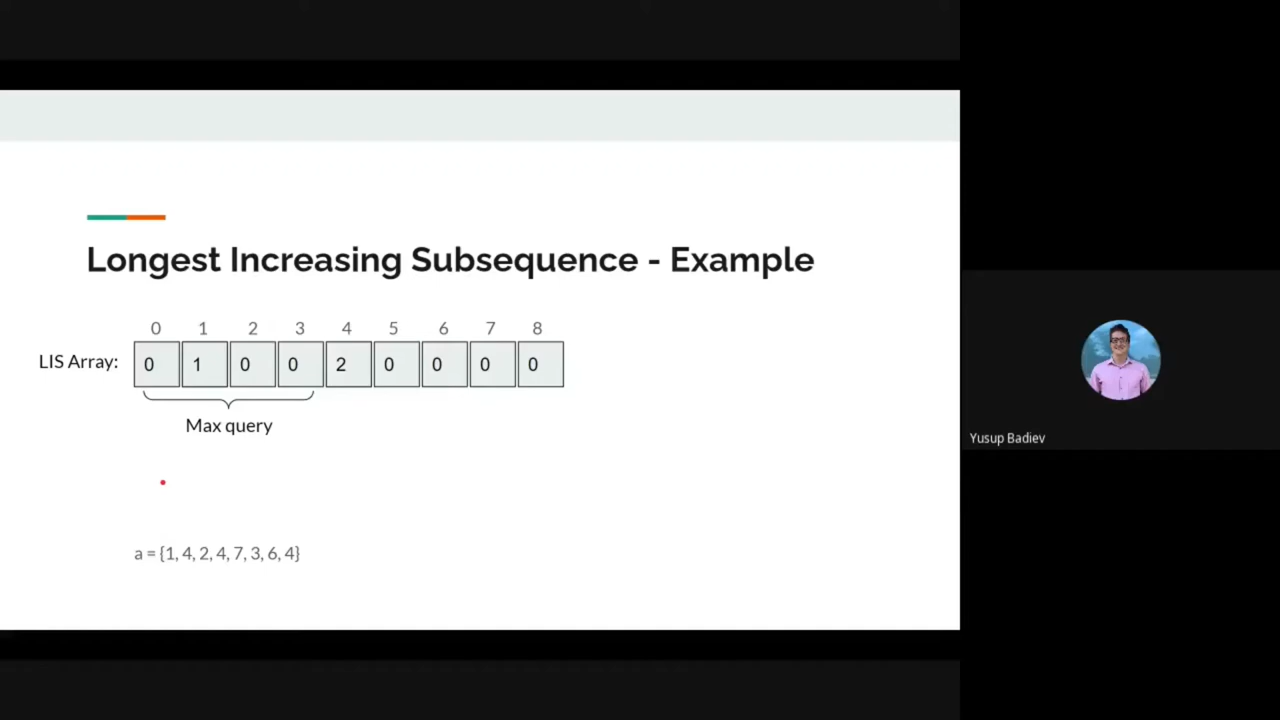 Longest Increasing Subsequence - Example
0 1 2 3 4 5 6 7 8
LIS Array: 0 1 0 0 2 0 0 0 0
Max query
a = {1, 4, 2, 4, 7, 3, 6, 4}
Yusup Badiev